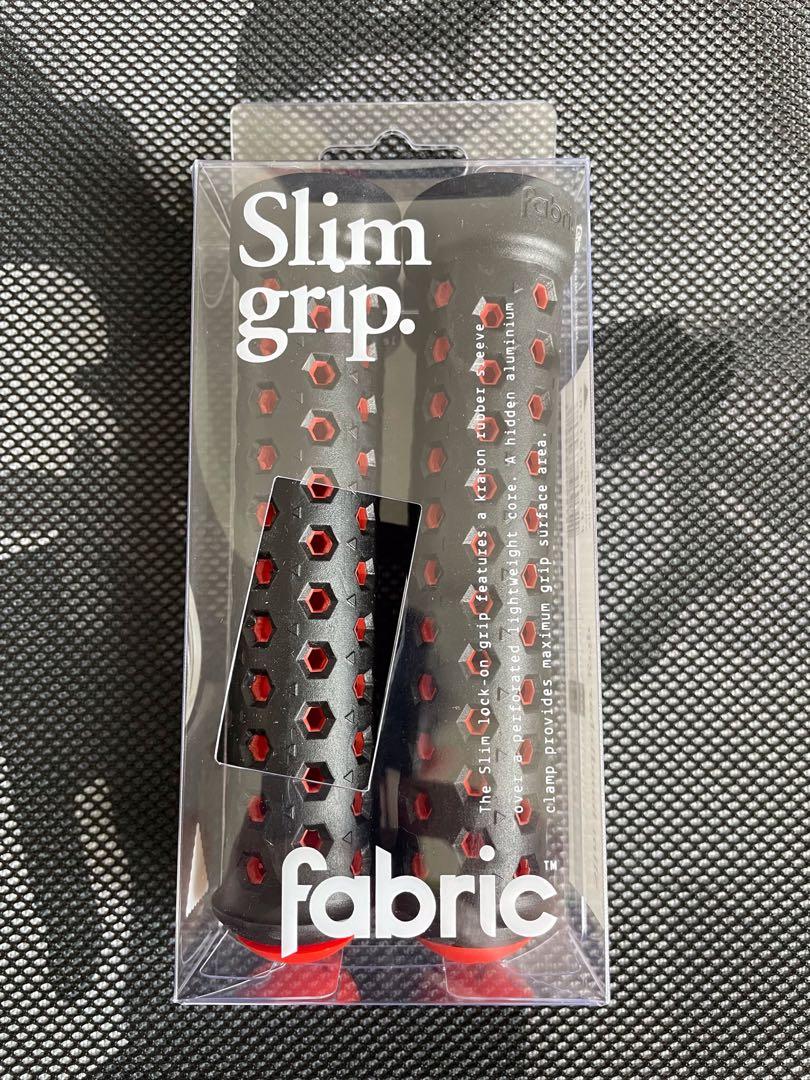 Slim
grip.
fabric
The Slim lock-on grip features a kraton rubber sleeve
over a perforated lightweight core. A hidden aluminium
clamp provides maximum grip surface area.
fabric™